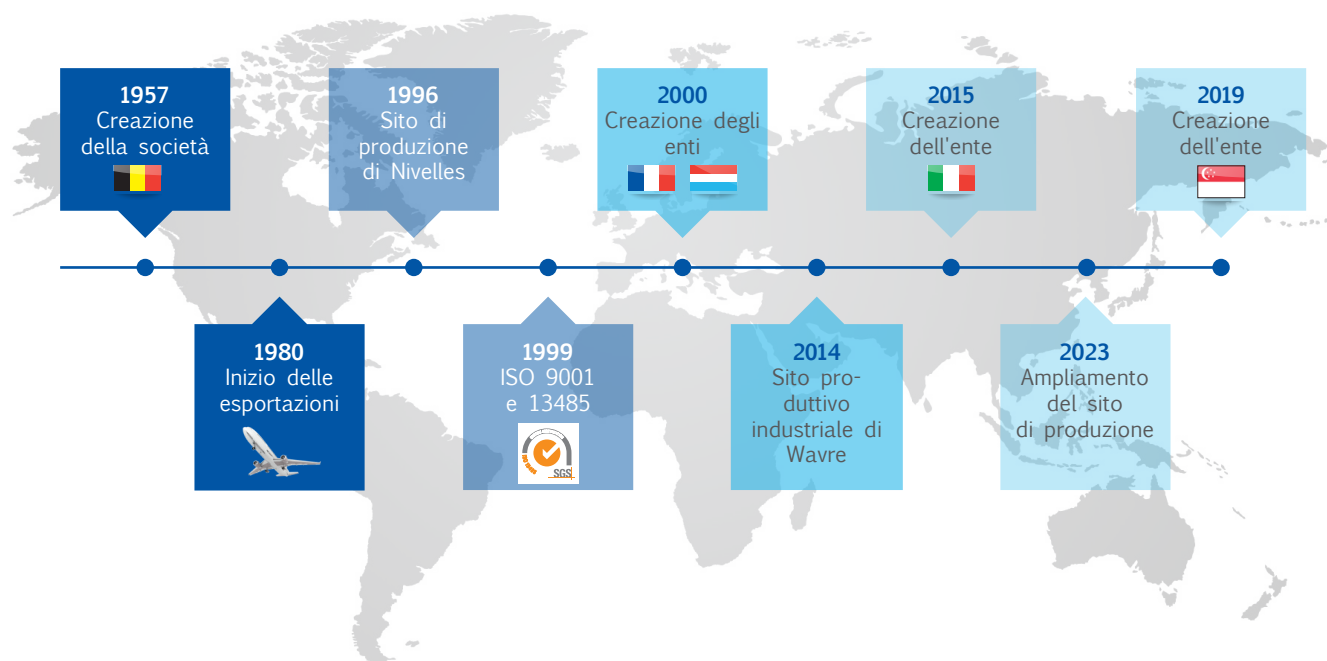 1957
Creazione
della società
1996
Sito di
produzione
di Nivelles
2000
Creazione degli
enti
2015
Creazione
dell'ente
2019
Creazione
dell'ente
1980
Inizio delle
esportazioni
1999
ISO 9001
e 13485
SGS
2014
Sito pro-
duttivo
industriale di
Wavre
2023
Ampliamento
del sito
di produzione